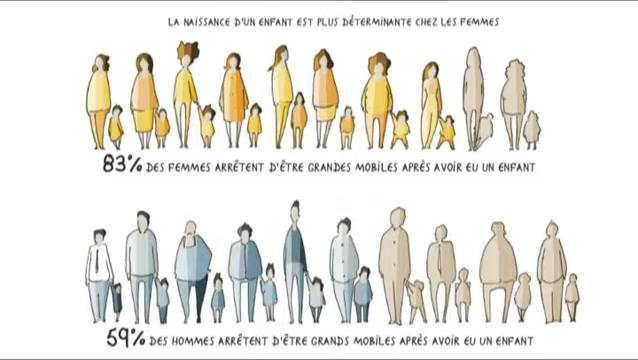 LA NAISSANCE D'UN ENFANT EST PLUS DÉTERMINANTE CHEZ LES FEMMES
83% DES FEMMES ARRÊTENT D'ÊTRE GRANDES MOBILES APRÈS AVOIR EU UN ENFANT
59% DES HOMMES ARRÊTENT D'ÊTRE GRANDS MOBILES APRÈS AVOIR EU UN ENFANT